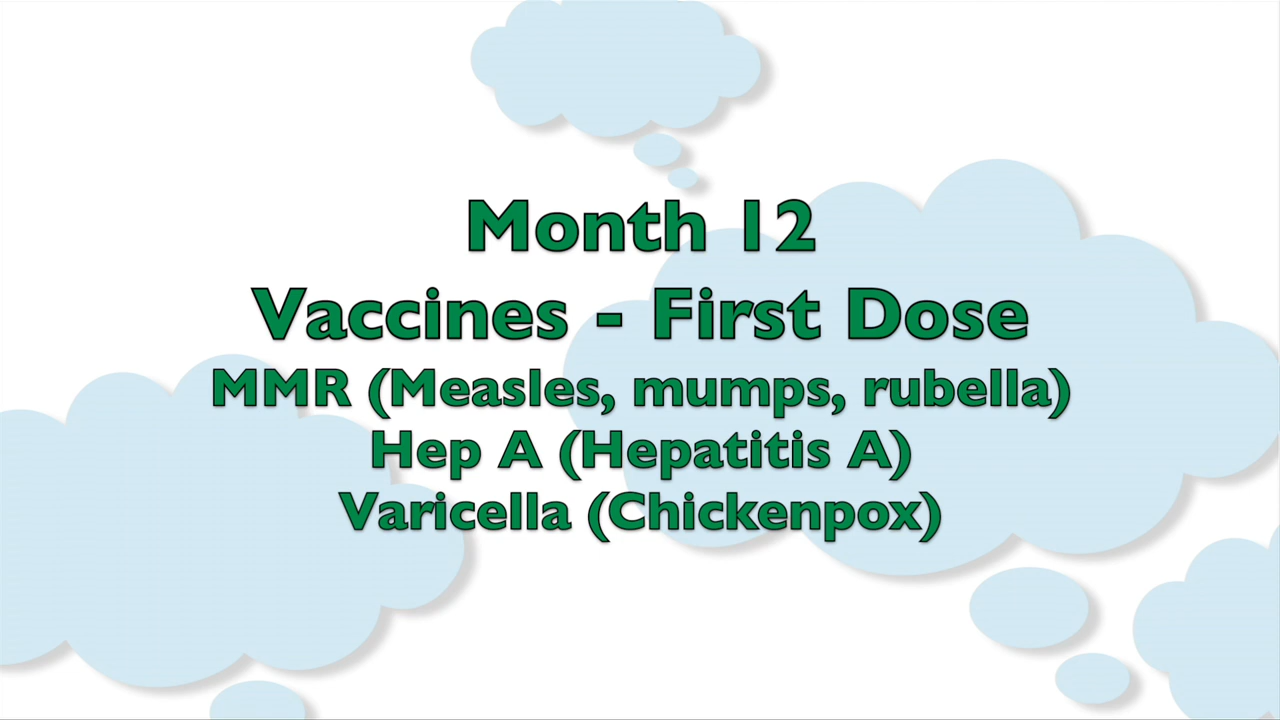 Month 12
Vaccines - First Dose
MMR (Measles, mumps, rubella)
Hep A (Hepatitis A)
Varicella (Chickenpox)